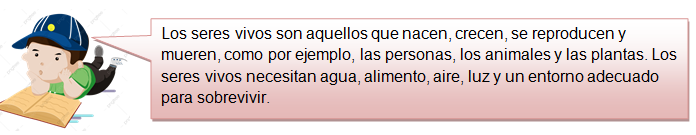 Los seres vivos son aquellos que nacen, crecen, se reproducen y
mueren, como por ejemplo, las personas, los animales y las plantas. Los
seres vivos necesitan agua, alimento, aire, luz y un entorno adecuado
para sobrevivir.